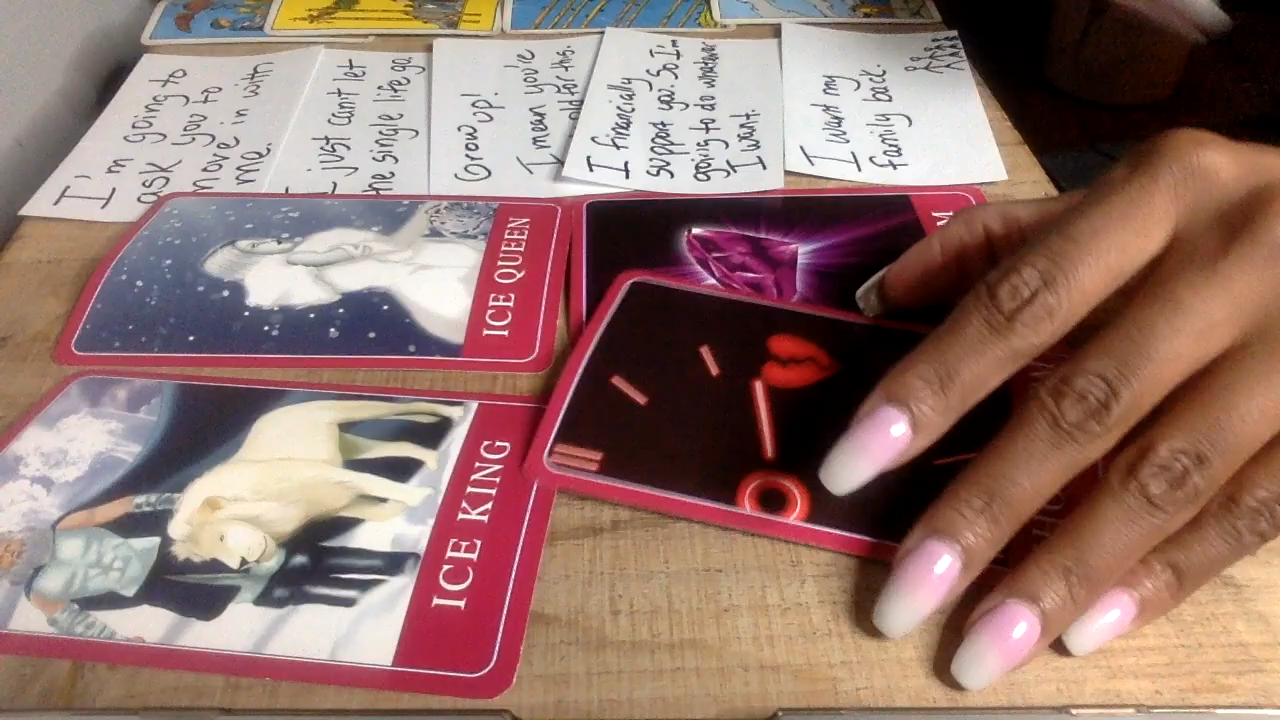 I'm going to
ask you to
move in with
me.
I just can't let
the single life go
Grow up!
I mean you're
old for this.
I financially
support you. So I'm
going to do whatever
I want.
I want my
family back.
ICE QUEEN
ICE KING
M